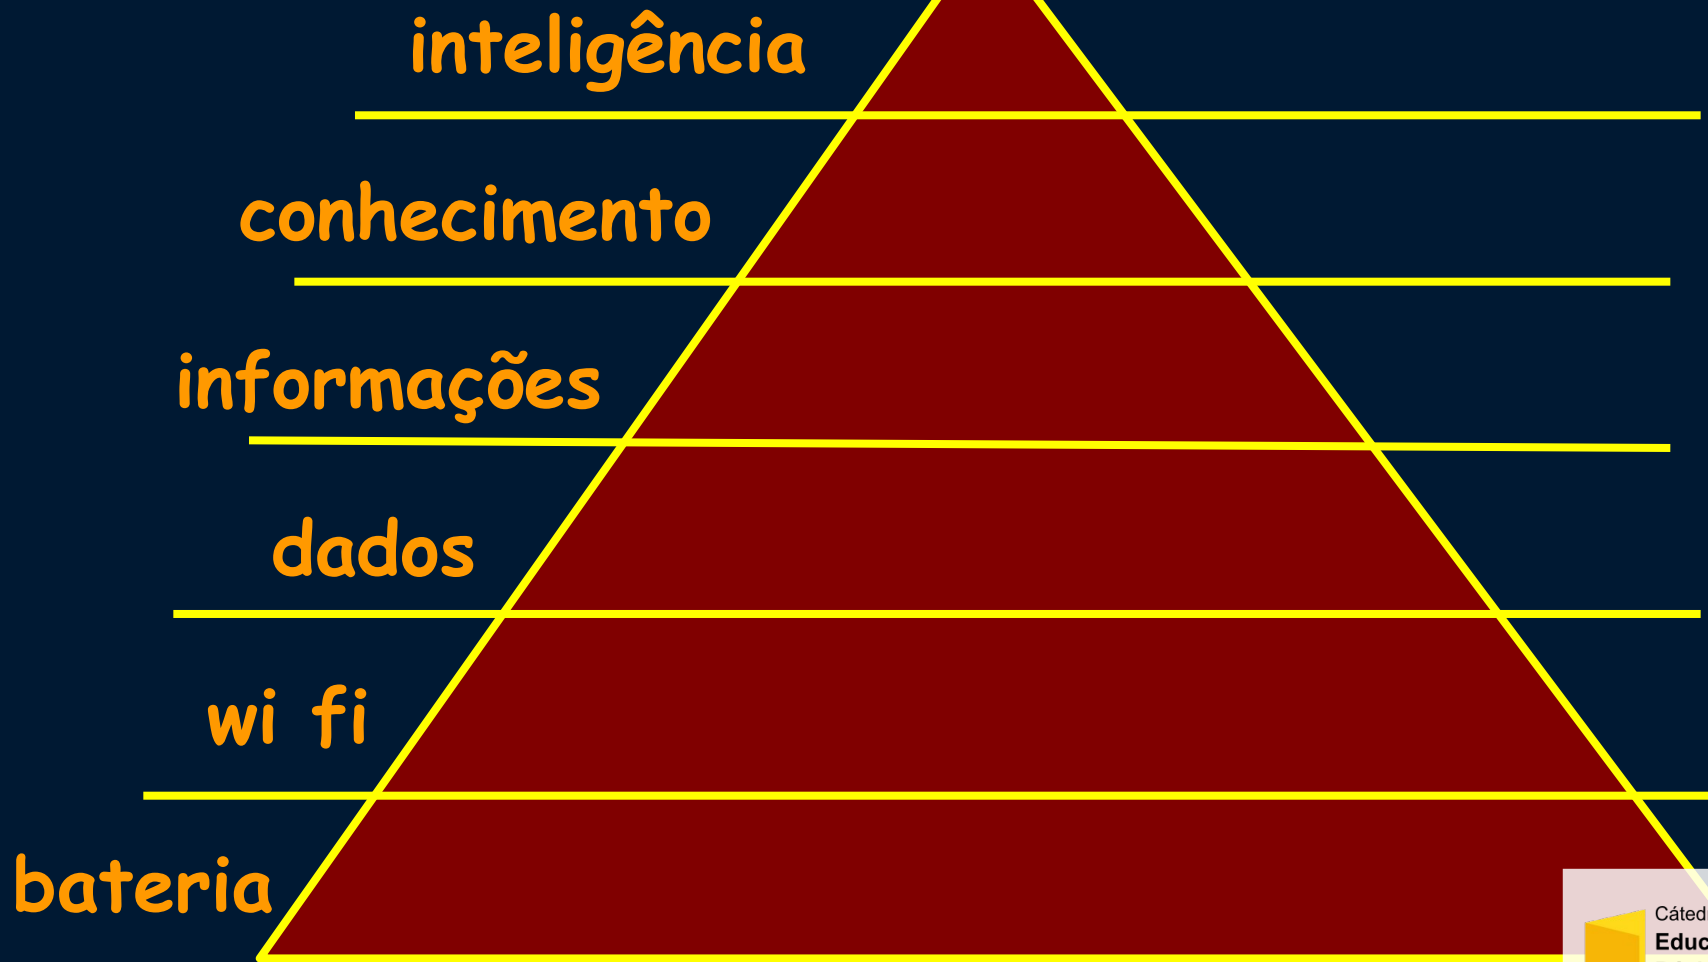 inteligência
conhecimento
informações
dados
wi fi
bateria